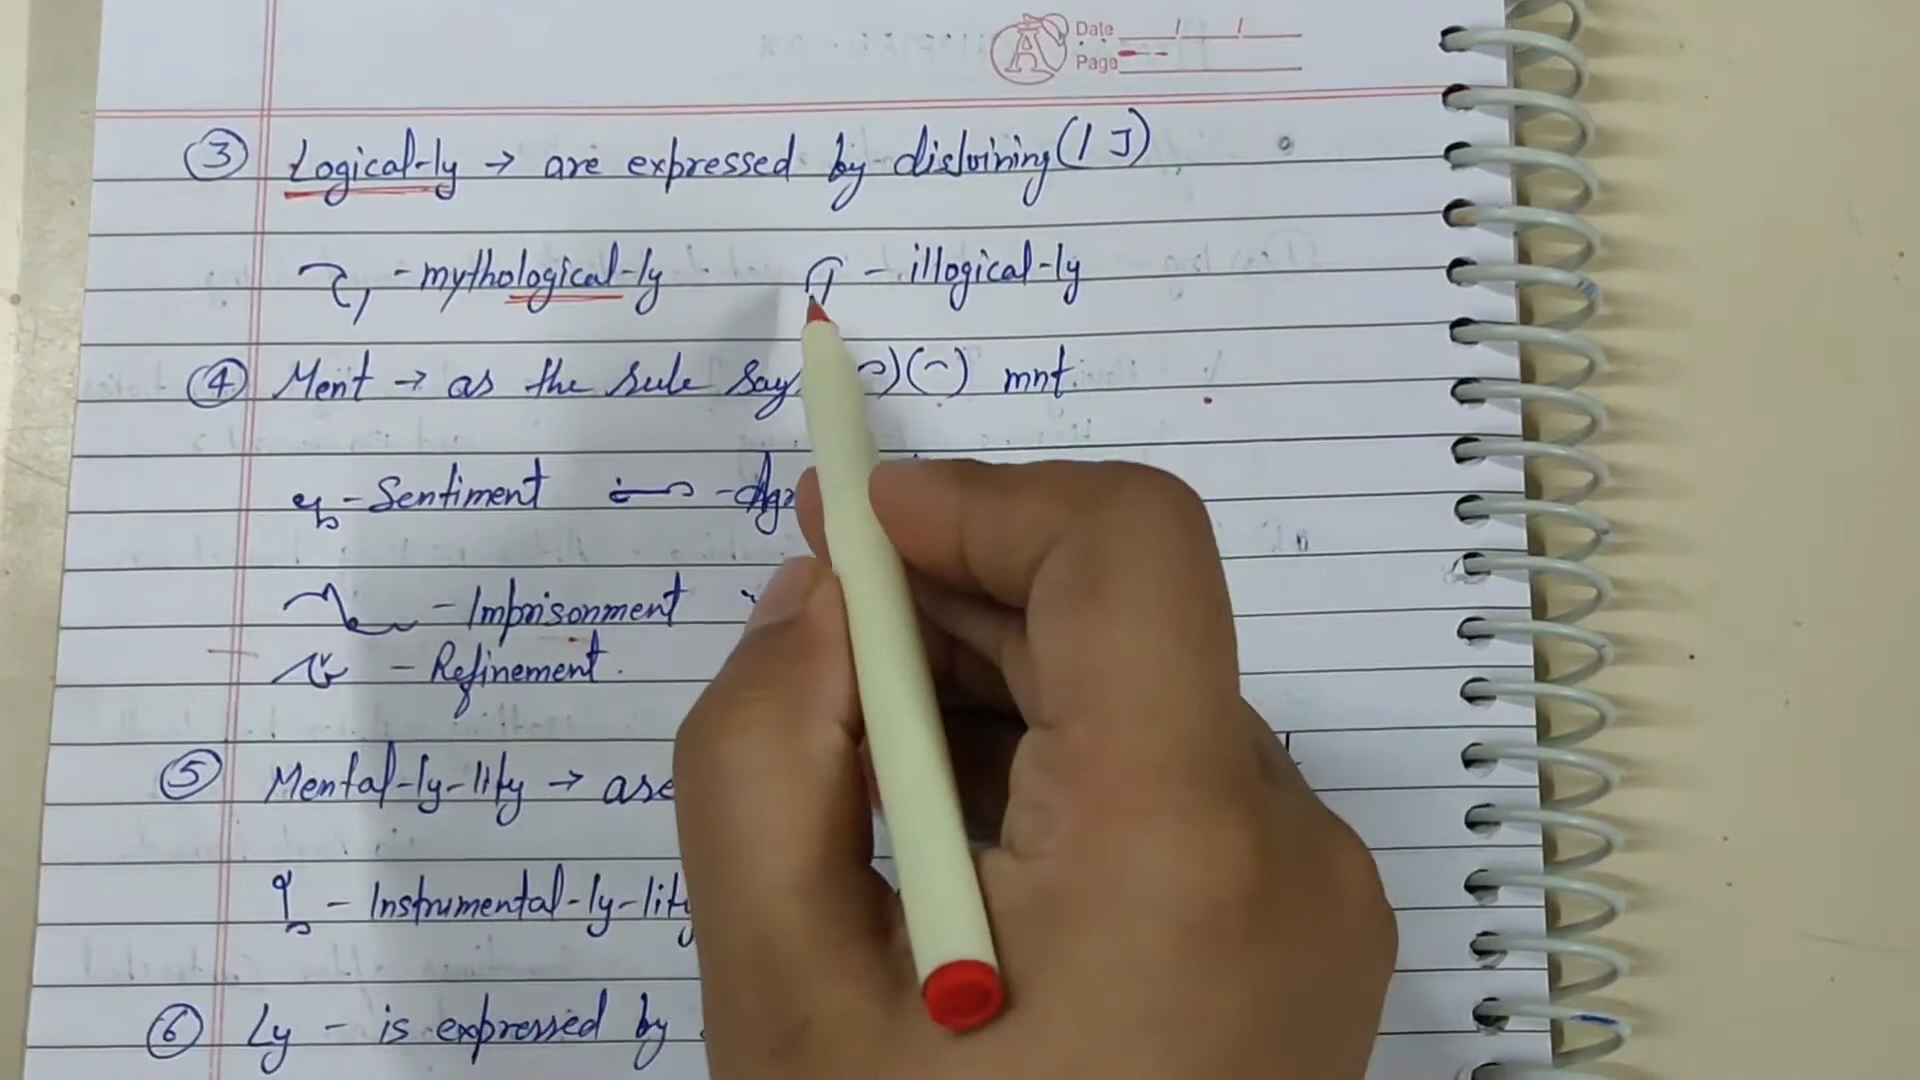 Date / /
Page
③ Logical-ly → are expressed by disjoining (/ J)
- mythological-ly - illogical-ly
④ Ment → as the rule say mnt.
- Sentiment -
- Imprisonment
- Refinement.
⑤ Mental-ly-lity → are
- Instrumental-ly-lity
⑥ Ly - is expressed by